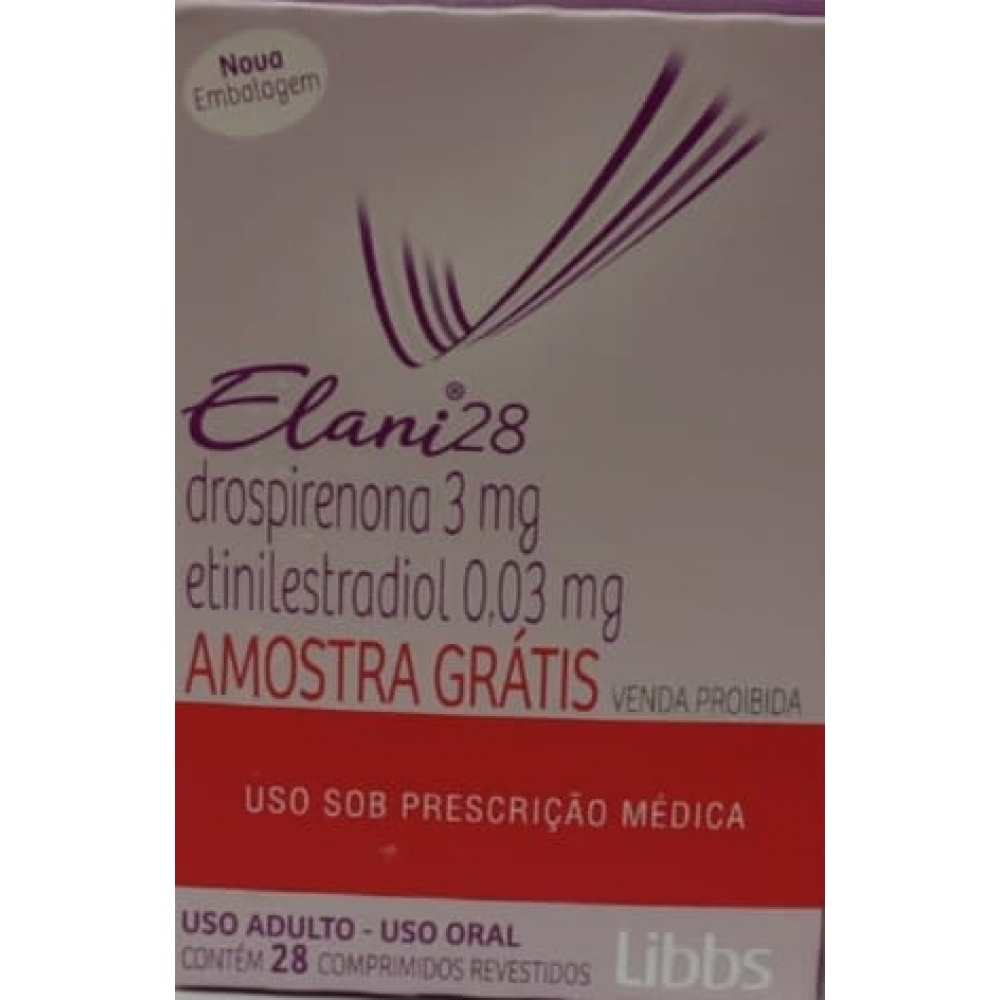 Nova
Embalagem
Elani®28
drospirenona 3 mg
etinilestradiol 0,03 mg
AMOSTRA GRÁTIS VENDA PROIBIDA
USO SOB PRESCRIÇÃO MÉDICA
USO ADULTO - USO ORAL
CONTÉM 28 COMPRIMIDOS REVESTIDOS
Libbs